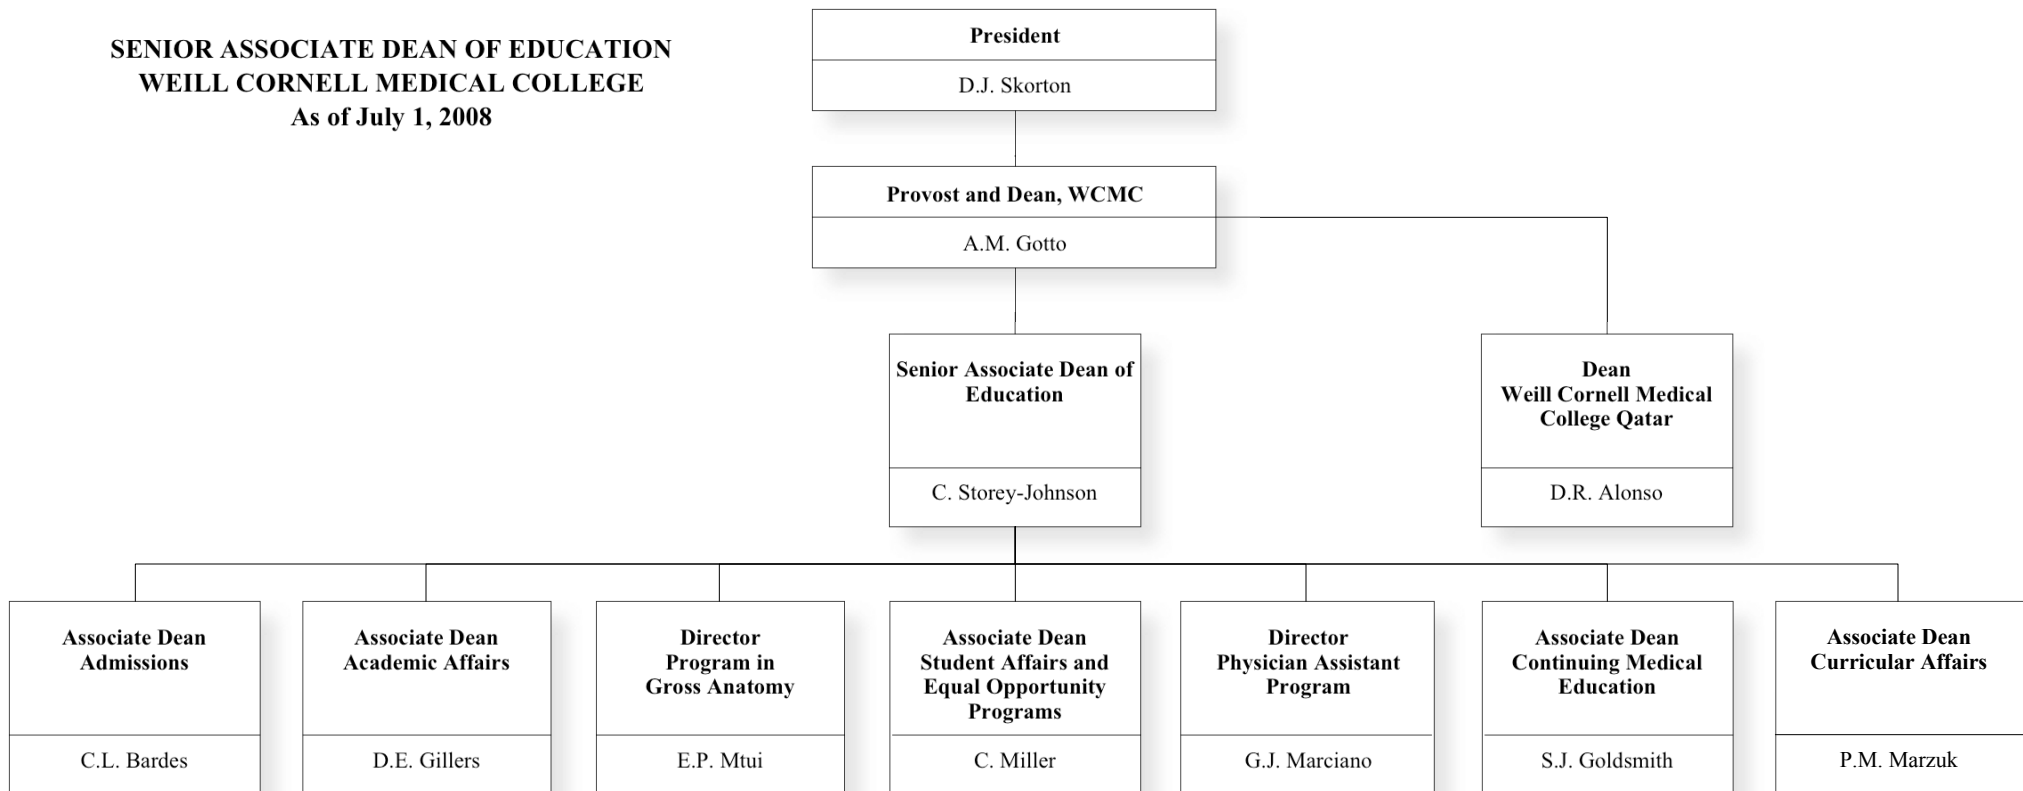 SENIOR ASSOCIATE DEAN OF EDUCATION
WEILL CORNELL MEDICAL COLLEGE
As of July 1, 2008
President
D.J. Skorton
Provost and Dean, WCMC
A.M. Gotto
Senior Associate Dean of
Education
C. Storey-Johnson
Dean
Weill Cornell Medical
College Qatar
D.R. Alonso
Associate Dean
Admissions
C.L. Bardes
Associate Dean
Academic Affairs
D.E. Gillers
Director
Program in
Gross Anatomy
E.P. Mtui
Associate Dean
Student Affairs and
Equal Opportunity
Programs
C. Miller
Director
Physician Assistant
Program
G.J. Marciano
Associate Dean
Continuing Medical
Education
S.J. Goldsmith
Associate Dean
Curricular Affairs
P.M. Marzuk